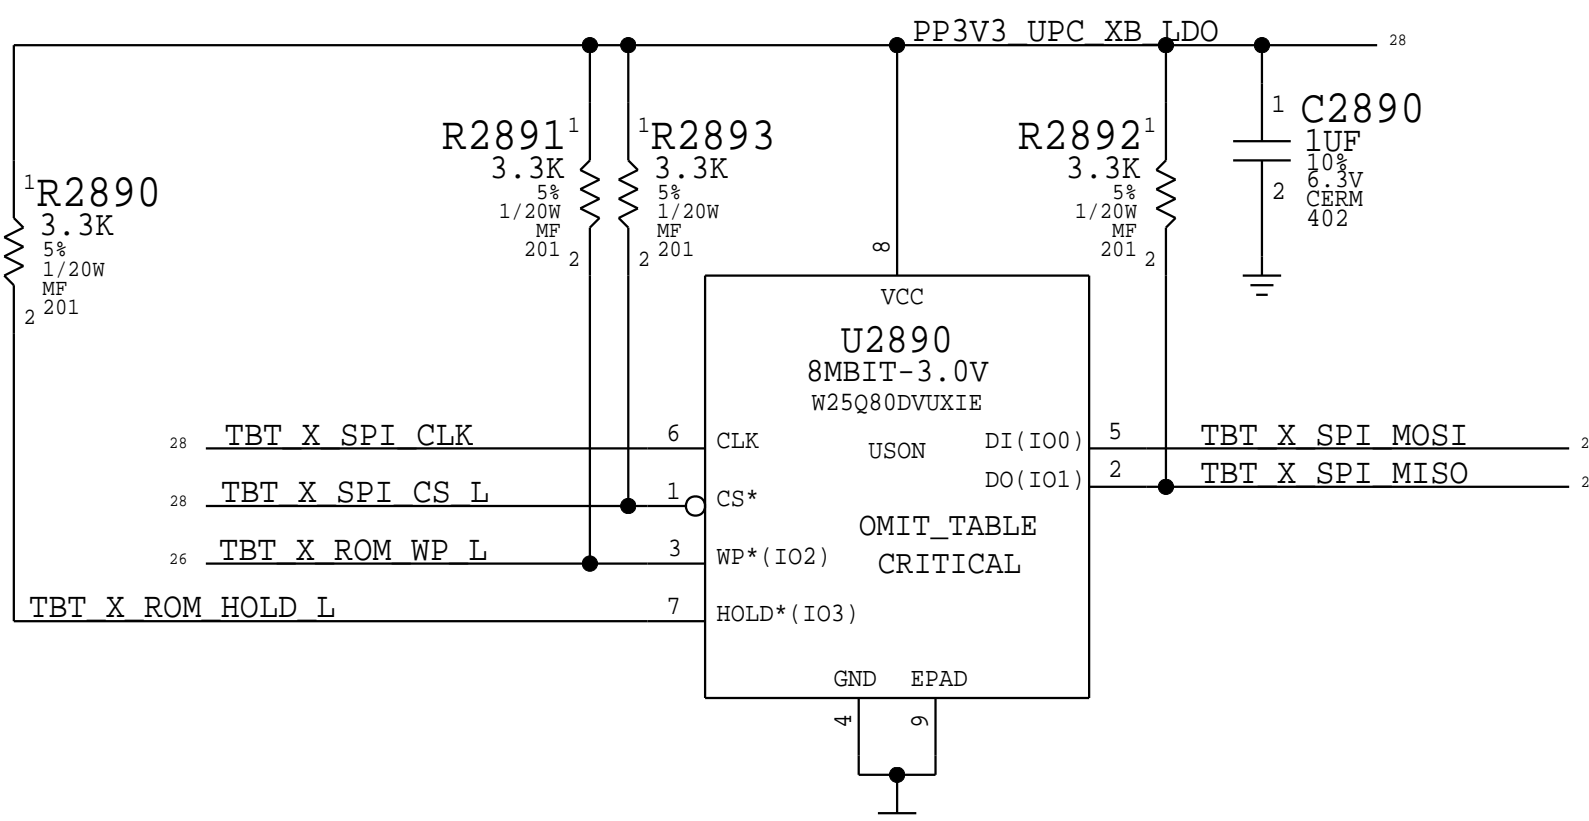 PP3V3_UPC_XB_LDO 28
1 C2890
1UF
10%
6.3V
CERM
402
2
R2891 1
3.3K
5%
1/20W
MF
201 2
1 R2893
3.3K
5%
1/20W
MF
2 201
R2892 1
3.3K
5%
1/20W
MF
201 2
1 R2890
3.3K
5%
1/20W
MF
201
2
8
VCC
U2890
8MBIT-3.0V
W25Q80DVUXIE
USON
OMIT_TABLE
CRITICAL
28 TBT_X_SPI_CLK 6 CLK
28 TBT_X_SPI_CS_L 1 CS*
26 TBT_X_ROM_WP_L 3 WP*(IO2)
TBT_X_ROM_HOLD_L 7 HOLD*(IO3)
DI(IO0) 5 TBT_X_SPI_MOSI 2
DO(IO1) 2 TBT_X_SPI_MISO 2
GND EPAD
4 9